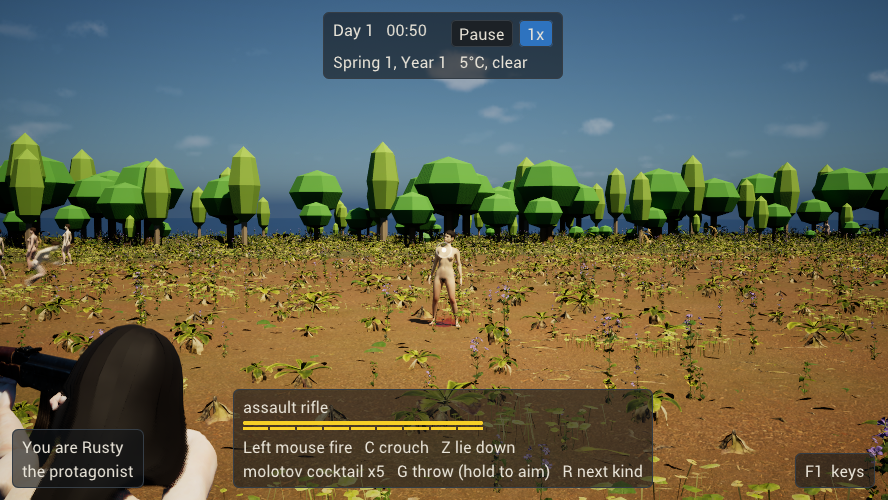 Day 1 00:50 Pause 1x
Spring 1, Year 1 5°C, clear
assault rifle
Left mouse fire C crouch Z lie down
molotov cocktail x5 G throw (hold to aim) R next kind
You are Rusty
the protagonist
F1 keys